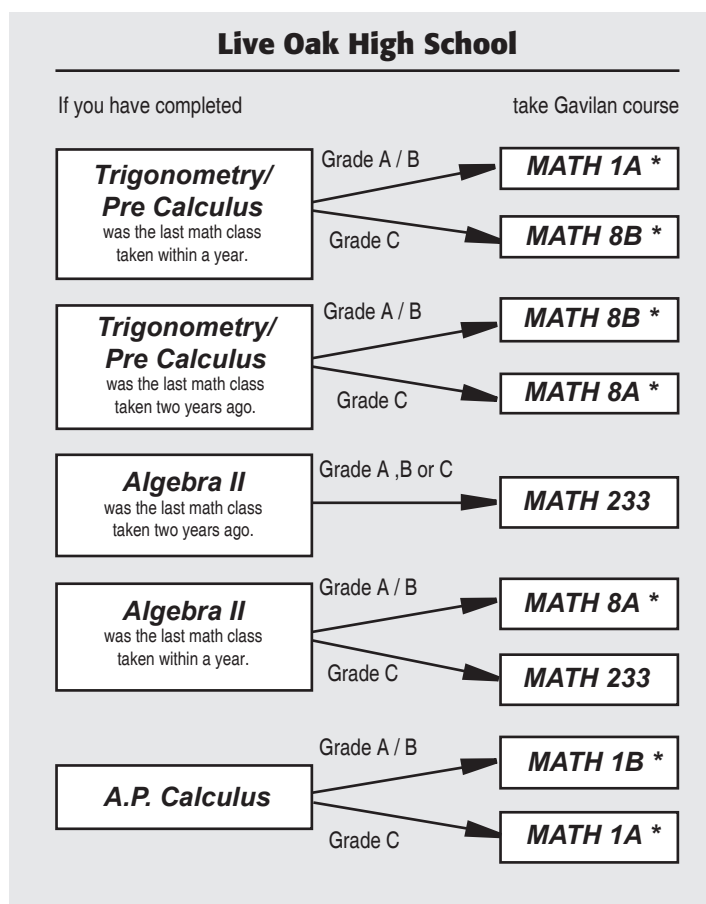 Live Oak High School
If you have completed
take Gavilan course
Trigonometry/
Pre Calculus
was the last math class
taken within a year.
Grade A / B
MATH 1A *
Grade C
MATH 8B *
Trigonometry/
Pre Calculus
was the last math class
taken two years ago.
Grade A / B
MATH 8B *
Grade C
MATH 8A *
Algebra II
was the last math class
taken two years ago.
Grade A ,B or C
MATH 233
Algebra II
was the last math class
taken within a year.
Grade A / B
MATH 8A *
Grade C
MATH 233
A.P. Calculus
Grade A / B
MATH 1B *
Grade C
MATH 1A *